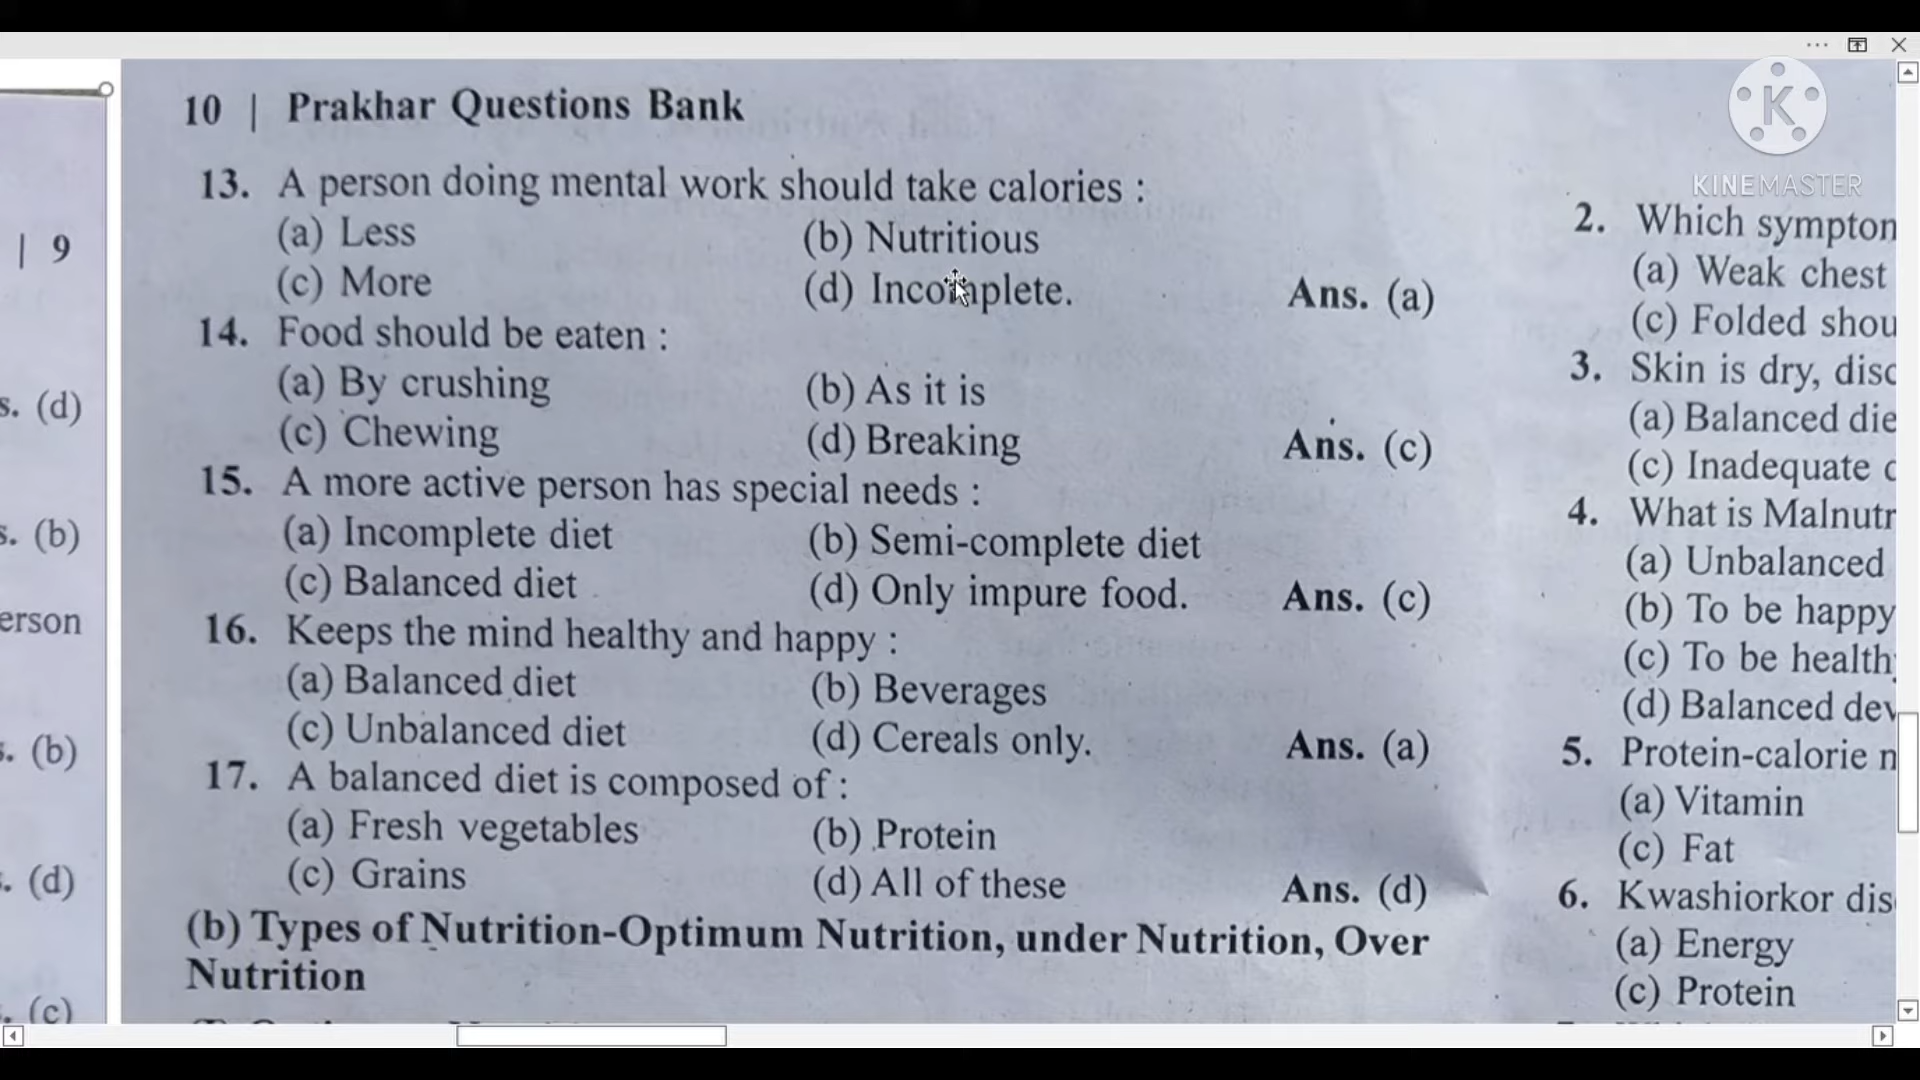 10 | Prakhar Questions Bank
13. A person doing mental work should take calories :
(a) Less (b) Nutritious
(c) More (d) Incomplete. Ans. (a)
14. Food should be eaten :
(a) By crushing (b) As it is
(c) Chewing (d) Breaking Ans. (c)
15. A more active person has special needs :
(a) Incomplete diet (b) Semi-complete diet
(c) Balanced diet (d) Only impure food. Ans. (c)
16. Keeps the mind healthy and happy :
(a) Balanced diet (b) Beverages
(c) Unbalanced diet (d) Cereals only. Ans. (a)
17. A balanced diet is composed of :
(a) Fresh vegetables (b) Protein
(c) Grains (d) All of these Ans. (d)
(b) Types of Nutrition-Optimum Nutrition, under Nutrition, Over
Nutrition
| 9
s. (d)
s. (b)
erson
s. (b)
. (d)
. (c)
K
KINEMASTER
2. Which sympton
(a) Weak chest
(c) Folded shou
3. Skin is dry, disc
(a) Balanced die
(c) Inadequate
4. What is Malnutr
(a) Unbalanced
(b) To be happy
(c) To be health
(d) Balanced dev
5. Protein-calorie
(a) Vitamin
(c) Fat
6. Kwashiorkor dis
(a) Energy
(c) Protein